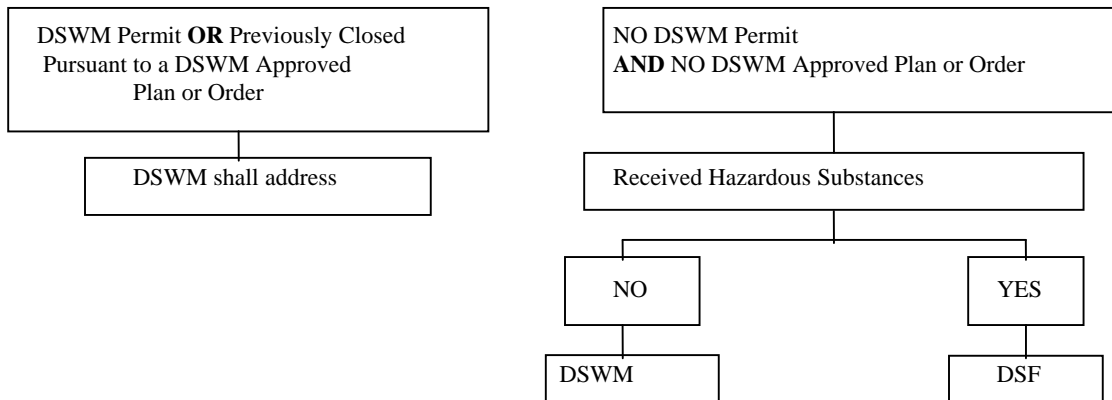 DSWM Permit OR Previously Closed
Pursuant to a DSWM Approved
Plan or Order
DSWM shall address
NO DSWM Permit
AND NO DSWM Approved Plan or Order
Received Hazardous Substances
NO
YES
DSWM
DSF